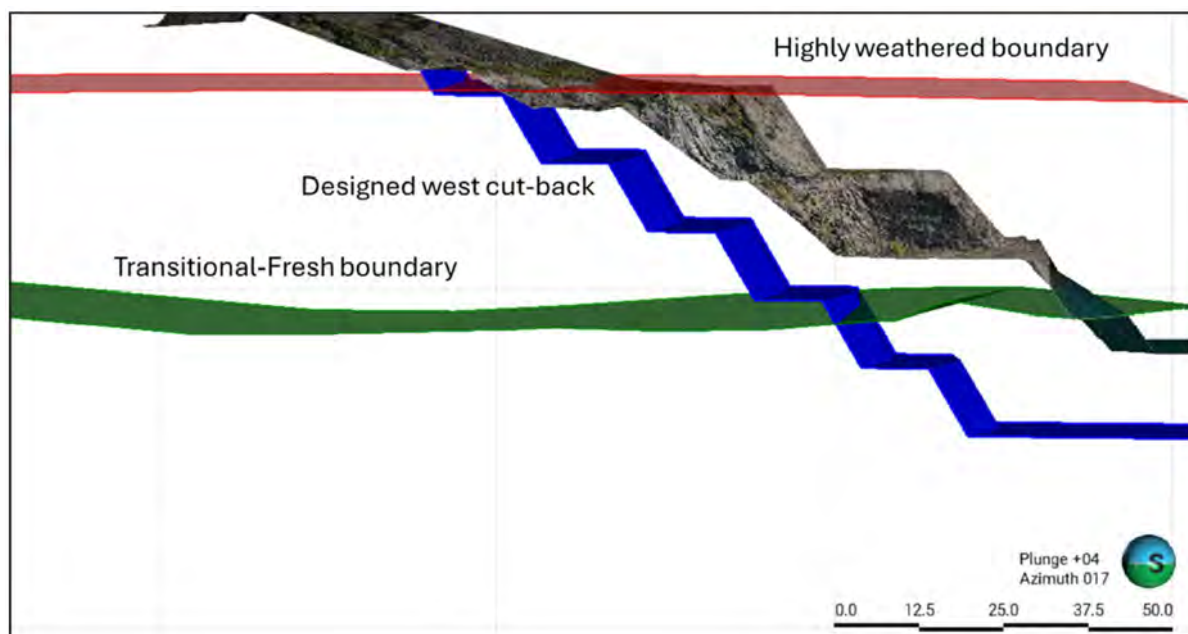 Highly weathered boundary
Designed west cut-back
Transitional-Fresh boundary
Plunge +04
Azimuth 017
S
0.0 12.5 25.0 37.5 50.0